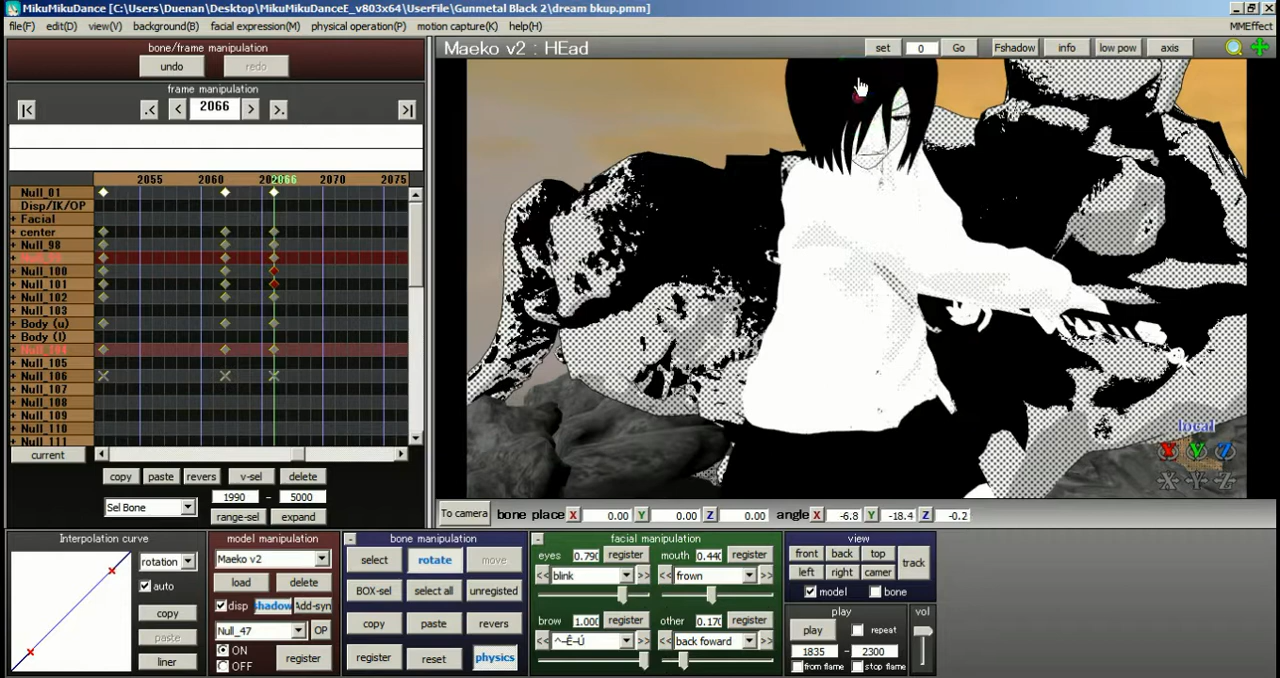 MikuMikuDance [C:\Users\Duenan\Desktop\MikuMikuDanceE_v803x64\UserFile\Gunmetal Black 2\dream bkup.pmm]
file(F) edit(D) view(V) background(B) facial expression(M) physical operation(P) motion capture(K) help(H) MMEffect
bone/frame manipulation
undo redo
frame manipulation
|< .< < 2066 > >. >|
Maeko v2 : HEad
set 0 Go Fshadow info low pow axis
2055 2060 2066 2070 2075
Null_01
Disp/IK/OP
+ Facial
+ center
+ Null_98
+ Null_100
+ Null_101
+ Null_102
+ Null_103
+ Body (u)
+ Body (l)
+ Null_104
+ Null_105
+ Null_106
+ Null_107
+ Null_108
+ Null_109
+ Null_110
+ Null_111
current
copy paste revers v-sel delete
Sel Bone 1990 - 5000
range-sel expand
local
X Y Z
X Y Z
To camera bone place X 0.00 Y 0.00 Z 0.00 angle X -6.8 Y -18.4 Z -0.2
Interpolation curve
rotation
auto
copy
paste
liner
model manipulation
Maeko v2
load delete
disp shadow Add-syn
Null_47 OP
ON
OFF
register
bone manipulation
select rotate move
BOX-sel select all unregisted
copy paste revers
register reset physics
facial manipulation
eyes 0.790 register mouth 0.440 register
<< blink >> << frown >>
brow 1.000 register other 0.170 register
<< >> << back foward >>
view
front back top
left right camer
track
model bone
play
play repeat
1835 - 2300
from flame stop flame
vol